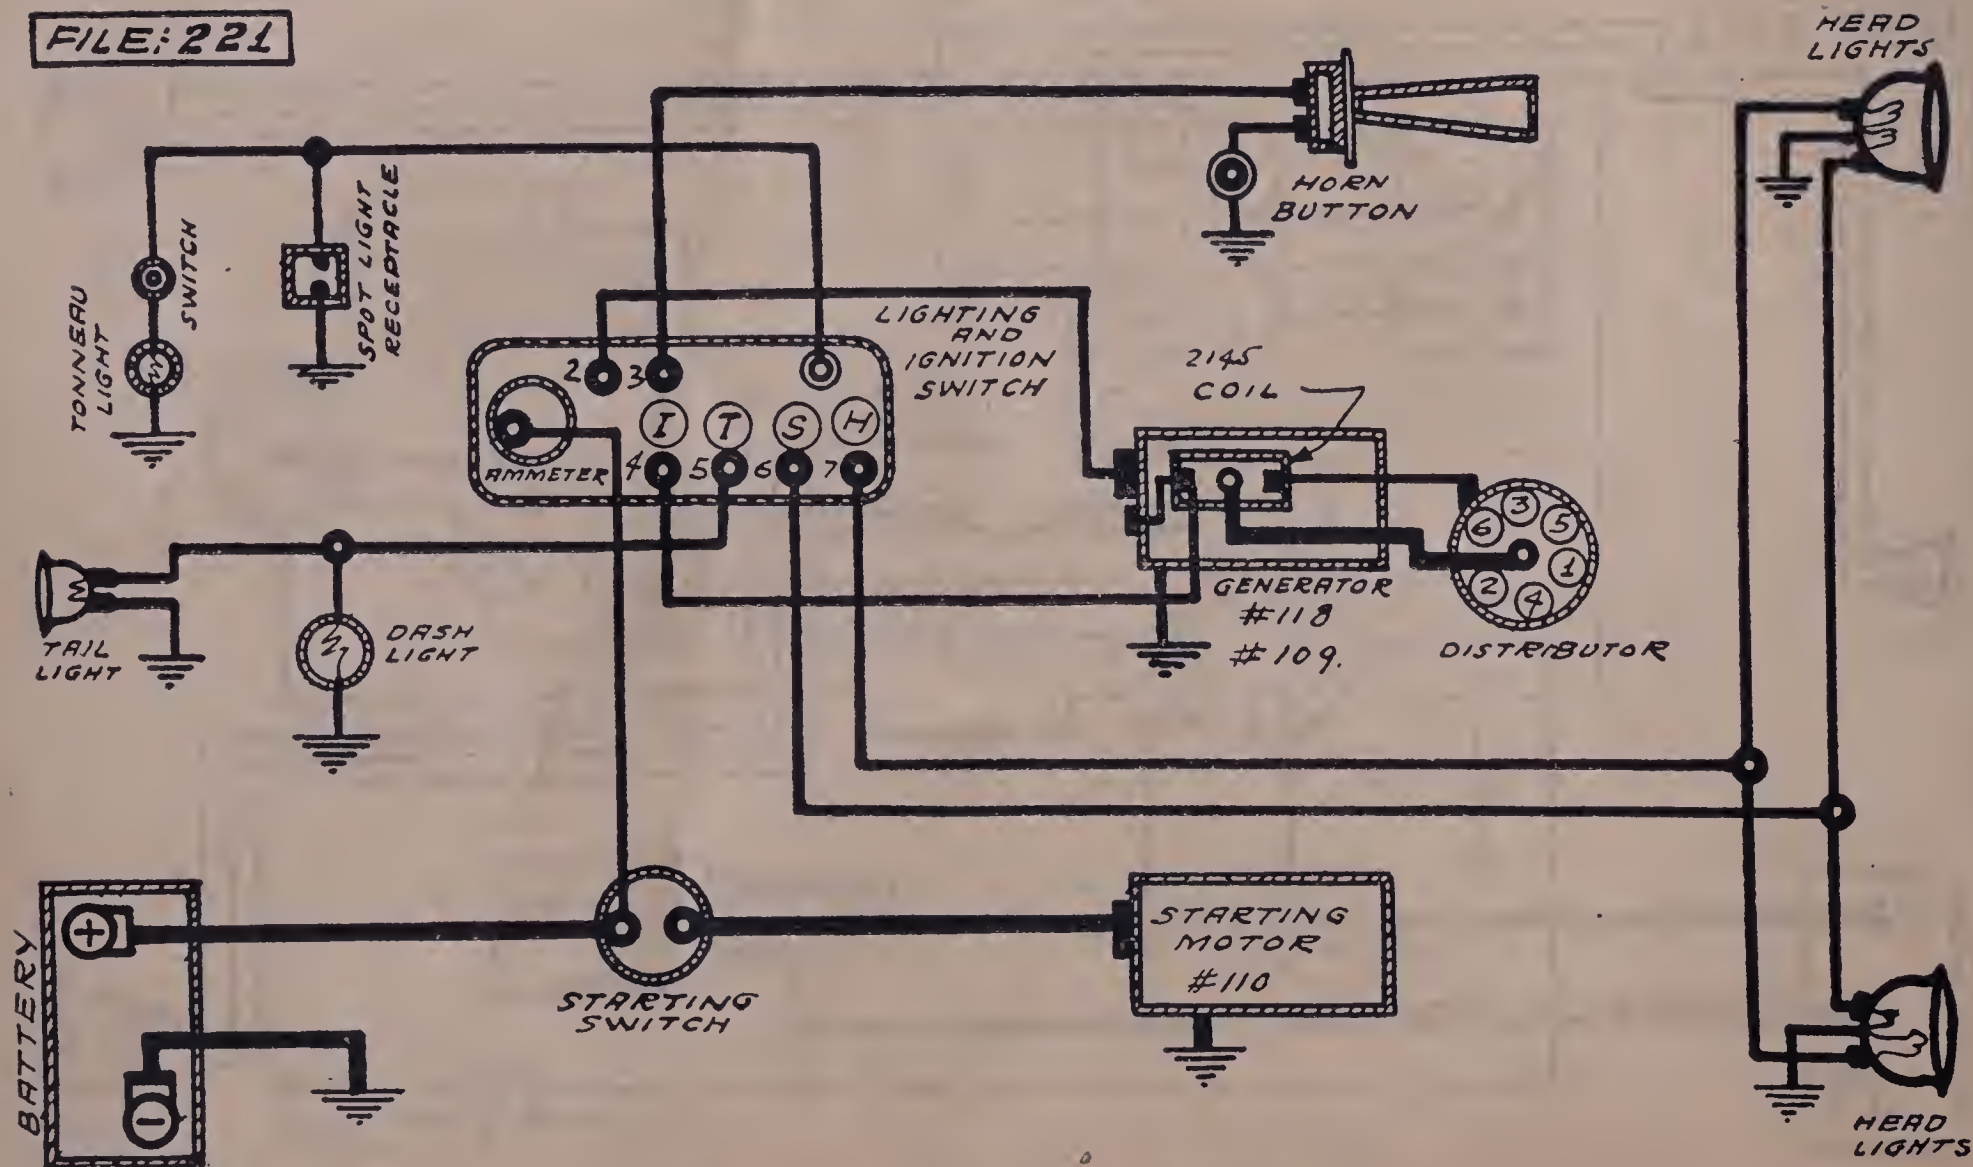 FILE: 221
HEAD
LIGHTS
HORN
BUTTON
SWITCH
SPOT LIGHT
RECEPTACLE
TONNEAU
LIGHT
LIGHTING
AND
IGNITION
SWITCH
2145
COIL
2 3
I T S H
AMMETER 4 5 6 7
3
6 5
1
2 4
GENERATOR
#118
#109.
DISTRIBUTOR
TAIL
LIGHT
DASH
LIGHT
BATTERY
+
−
STARTING
SWITCH
STARTING
MOTOR
#110
HEAD
LIGHTS